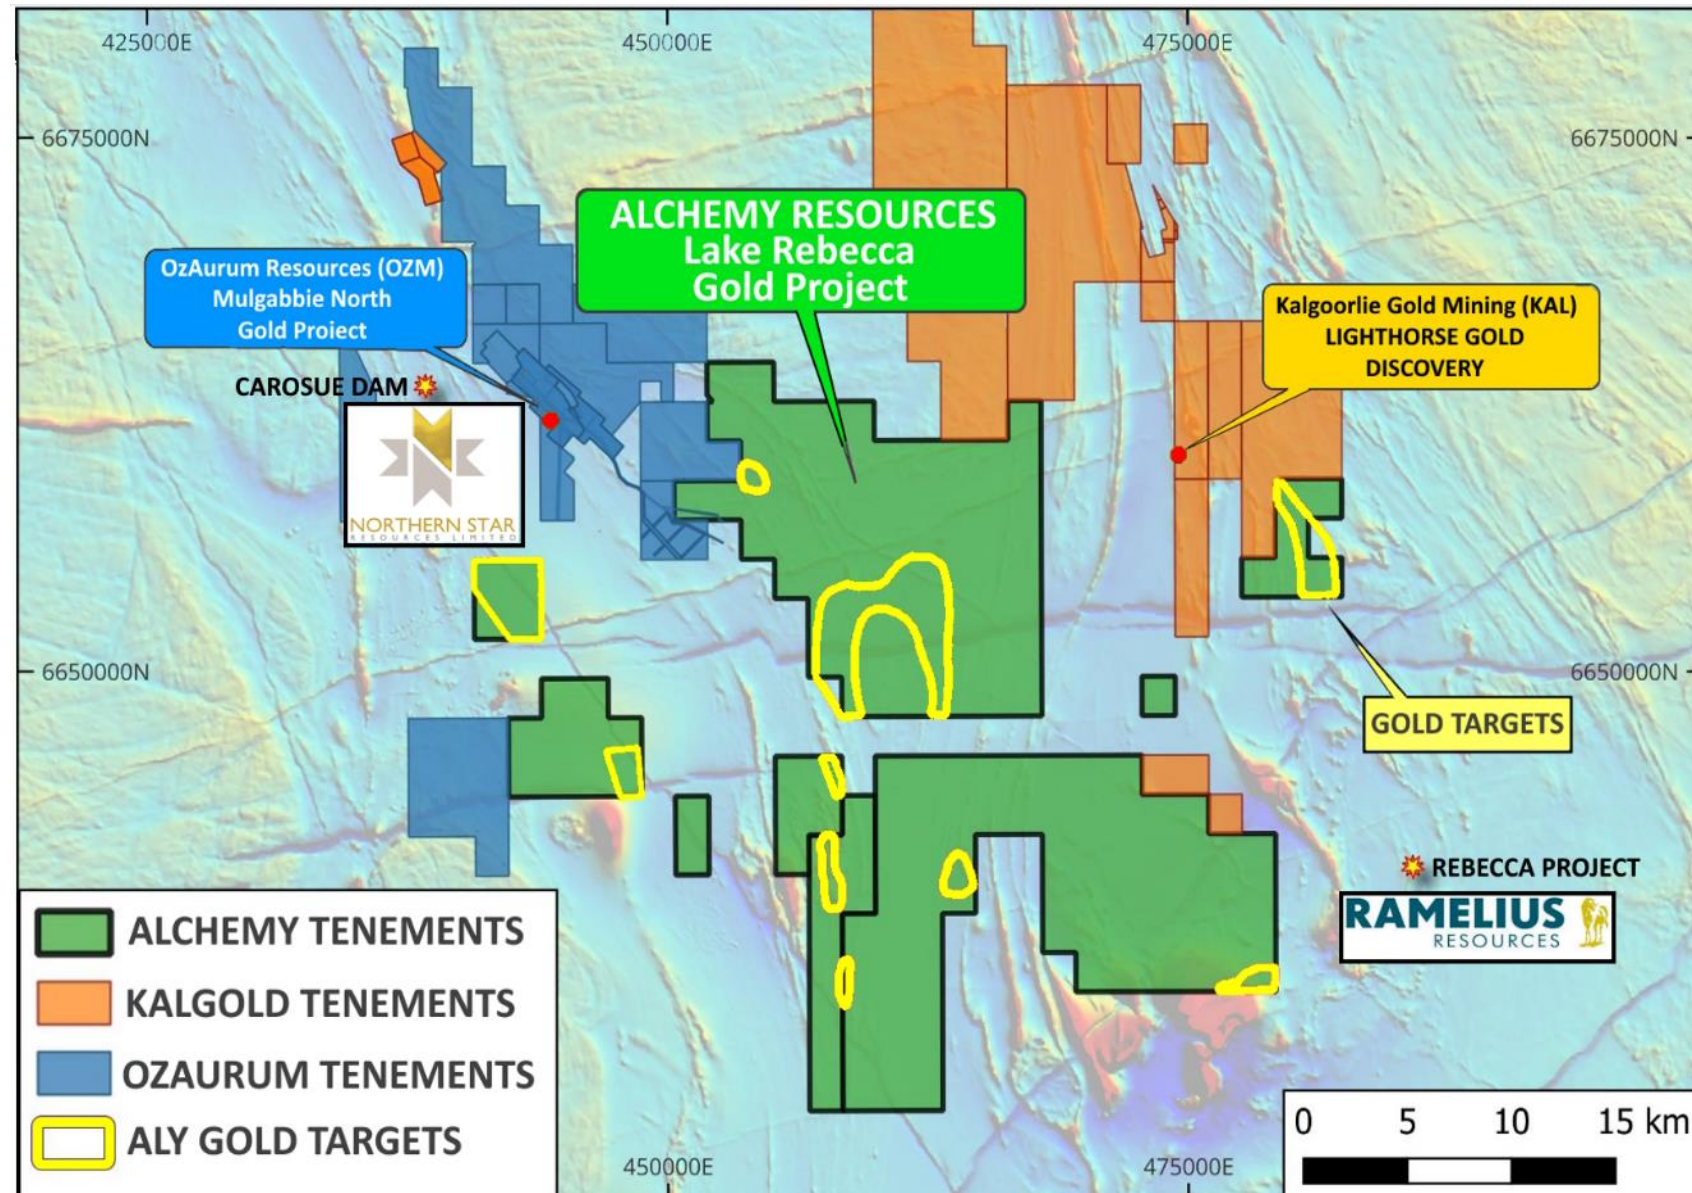 425000E
450000E
475000E
6675000N
6675000N
ALCHEMY RESOURCES
Lake Rebecca
Gold Project
OzAurum Resources (OZM)
Mulgabbie North
Gold Project
Kalgoorlie Gold Mining (KAL)
LIGHTHORSE GOLD
DISCOVERY
CAROSUE DAM
NORTHERN STAR
RESOURCES LIMITED
6650000N
6650000N
GOLD TARGETS
REBECCA PROJECT
RAMELIUS
RESOURCES
ALCHEMY TENEMENTS
KALGOLD TENEMENTS
OZAURUM TENEMENTS
ALY GOLD TARGETS
0 5 10 15 km
450000E
475000E